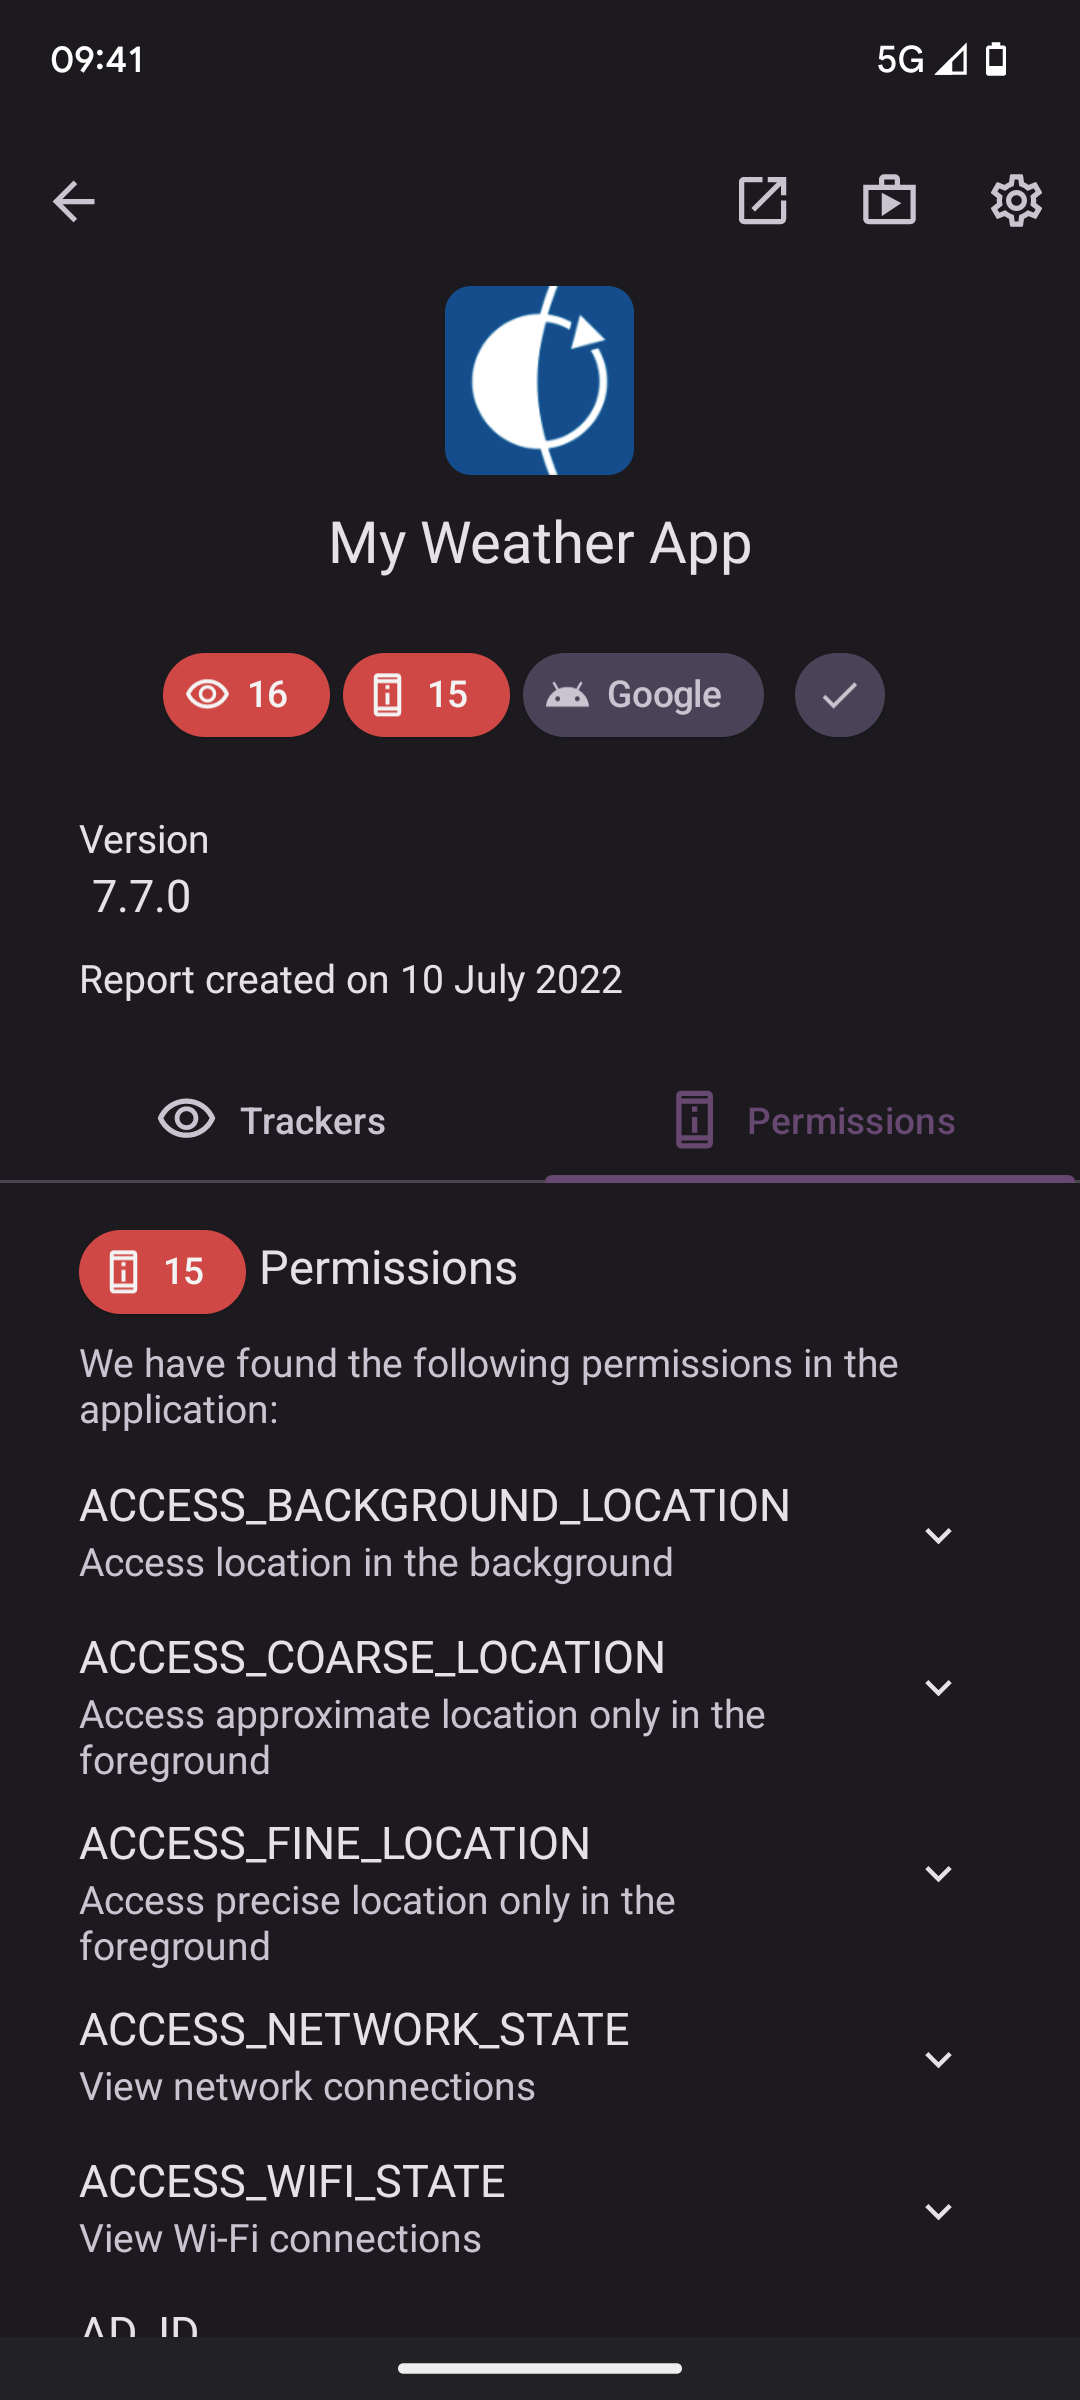 09:41
5G
My Weather App
16
15
Google
Version
7.7.0
Report created on 10 July 2022
Trackers
Permissions
15
Permissions
We have found the following permissions in the
application:
ACCESS_BACKGROUND_LOCATION
Access location in the background
ACCESS_COARSE_LOCATION
Access approximate location only in the
foreground
ACCESS_FINE_LOCATION
Access precise location only in the
foreground
ACCESS_NETWORK_STATE
View network connections
ACCESS_WIFI_STATE
View Wi-Fi connections
AD_ID